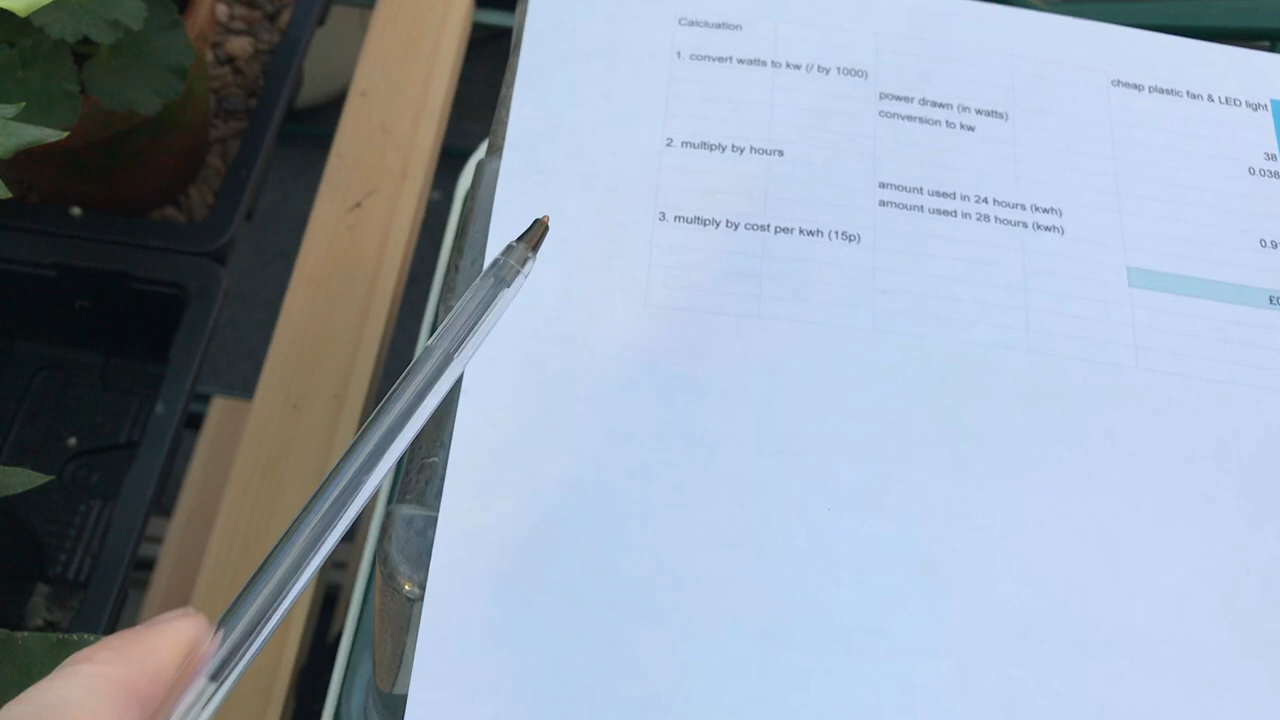 Calcluation
1. convert watts to kw (/ by 1000)
cheap plastic fan & LED light
power drawn (in watts)
38
conversion to kw
0.038
2. multiply by hours
amount used in 24 hours (kwh)
amount used in 28 hours (kwh)
3. multiply by cost per kwh (15p)